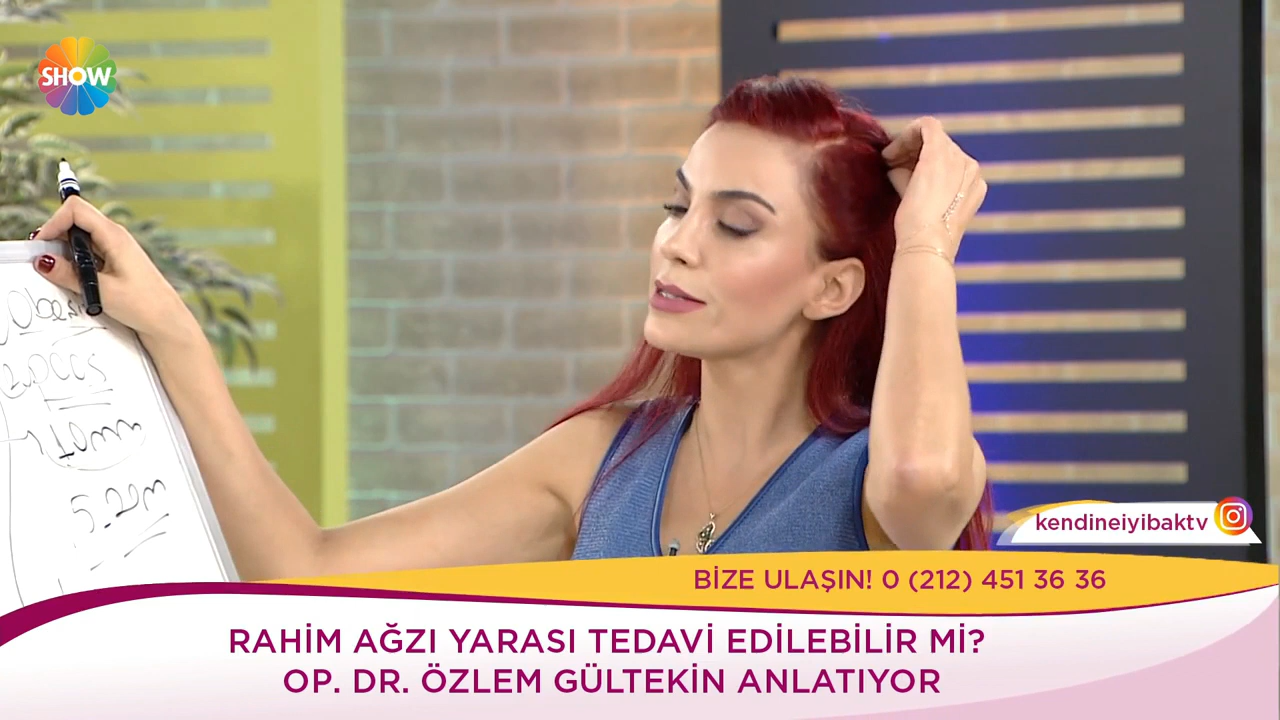 SHOW
kendineiyibaktv
BİZE ULAŞIN! 0 (212) 451 36 36
RAHİM AĞZI YARASI TEDAVİ EDİLEBİLİR Mİ?
OP. DR. ÖZLEM GÜLTEKİN ANLATIYOR